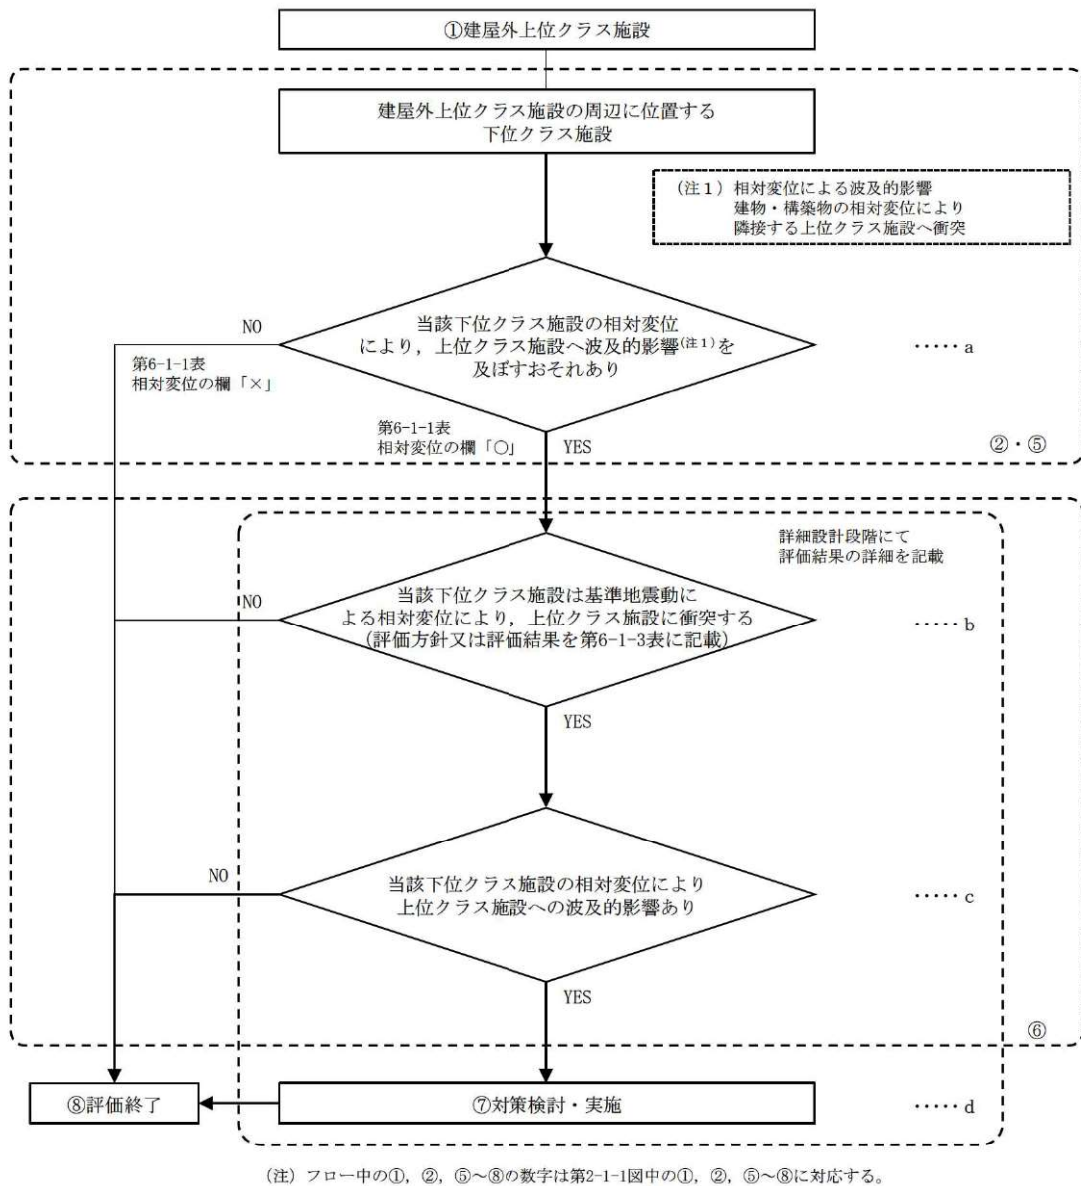 ①建屋外上位クラス施設
建屋外上位クラス施設の周辺に位置する
下位クラス施設
(注1) 相対変位による波及的影響
建物・構築物の相対変位により
隣接する上位クラス施設へ衝突
NO
当該下位クラス施設の相対変位
により，上位クラス施設へ波及的影響(注1)を
及ぼすおそれあり
‥‥‥a
第6-1-1表
相対変位の欄「×」
第6-1-1表
相対変位の欄「○」
YES
②・⑤
詳細設計段階にて
評価結果の詳細を記載
NO
当該下位クラス施設は基準地震動に
よる相対変位により，上位クラス施設に衝突する
(評価方針又は評価結果を第6-1-3表に記載)
‥‥‥b
YES
NO
当該下位クラス施設の相対変位により
上位クラス施設への波及的影響あり
‥‥‥c
YES
⑥
⑧評価終了
⑦対策検討・実施
‥‥‥d
(注) フロー中の①，②，⑤～⑧の数字は第2-1-1図中の①，②，⑤～⑧に対応する。